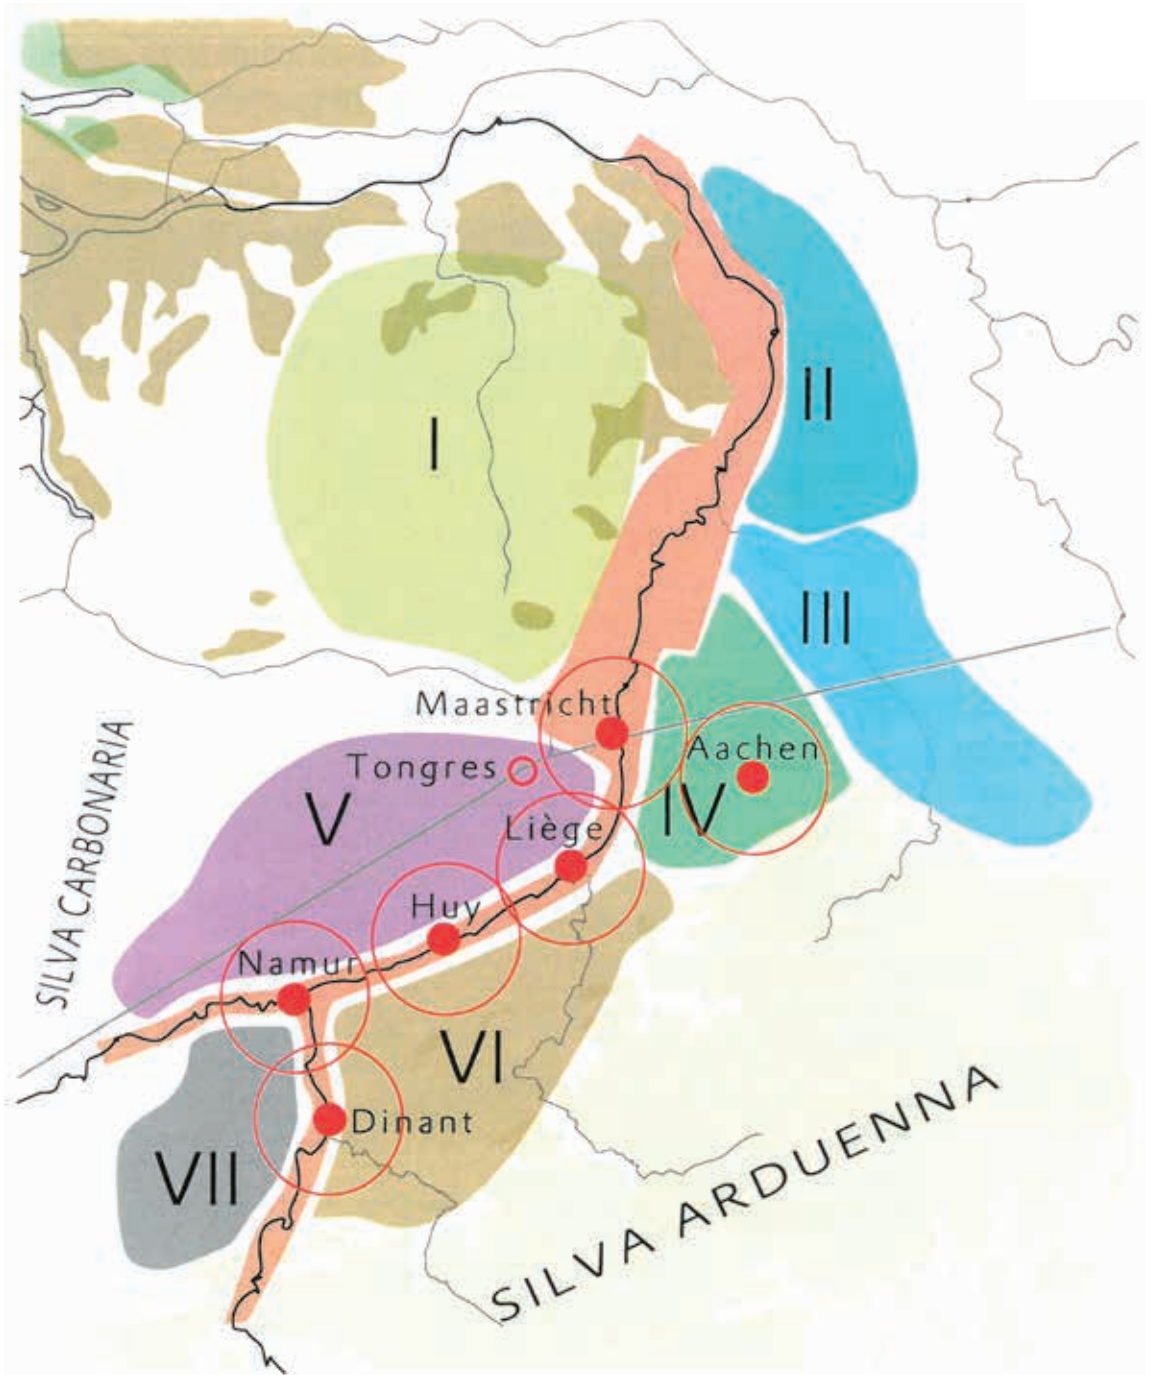 I
II
III
Maastricht
Aachen
Tongres
IV
V
Liège
Huy
Namur
SILVA CARBONARIA
VI
Dinant
VII
SILVA ARDUENNA